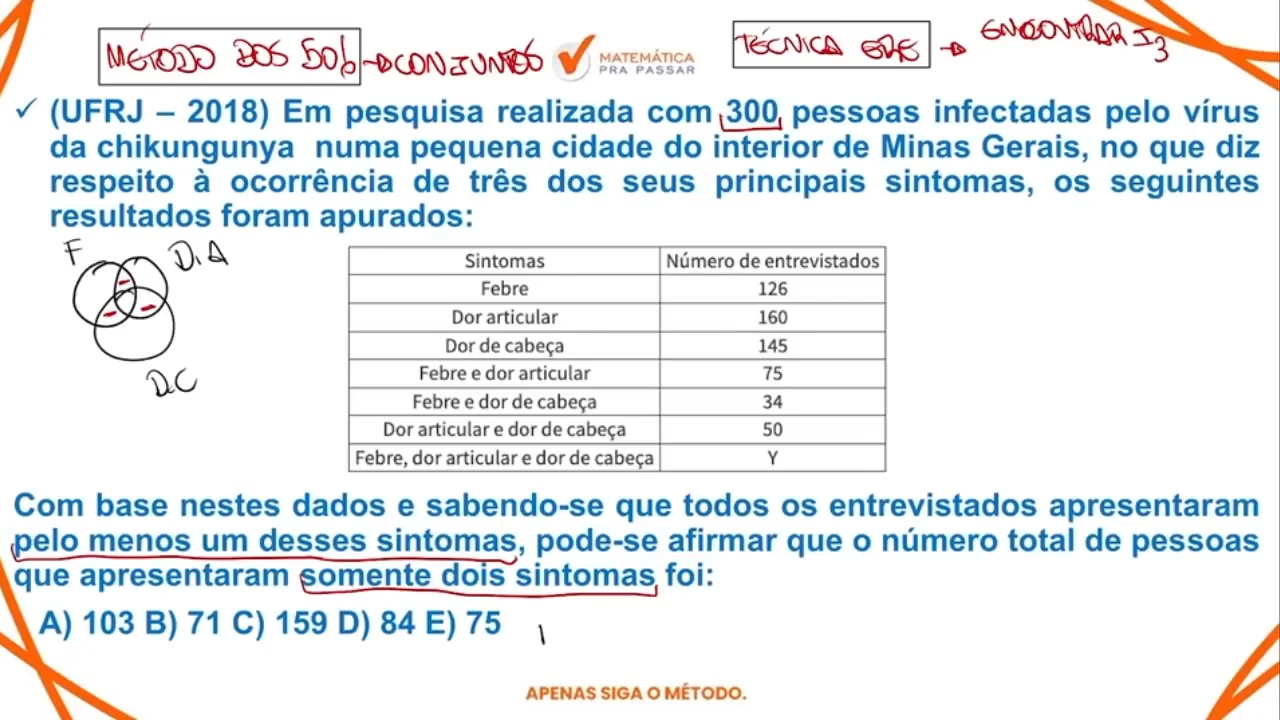 MÉTODO DOS 50% → CONJUNTOS
MATEMÁTICA
PRA PASSAR
TÉCNICA → ENCONTRAR I3
✓ (UFRJ – 2018) Em pesquisa realizada com 300 pessoas infectadas pelo vírus
da chikungunya numa pequena cidade do interior de Minas Gerais, no que diz
respeito à ocorrência de três dos seus principais sintomas, os seguintes
resultados foram apurados:
F
D.A
D.C
Sintomas Número de entrevistados
Febre 126
Dor articular 160
Dor de cabeça 145
Febre e dor articular 75
Febre e dor de cabeça 34
Dor articular e dor de cabeça 50
Febre, dor articular e dor de cabeça Y
Com base nestes dados e sabendo-se que todos os entrevistados apresentaram
pelo menos um desses sintomas, pode-se afirmar que o número total de pessoas
que apresentaram somente dois sintomas foi:
A) 103 B) 71 C) 159 D) 84 E) 75
APENAS SIGA O MÉTODO.